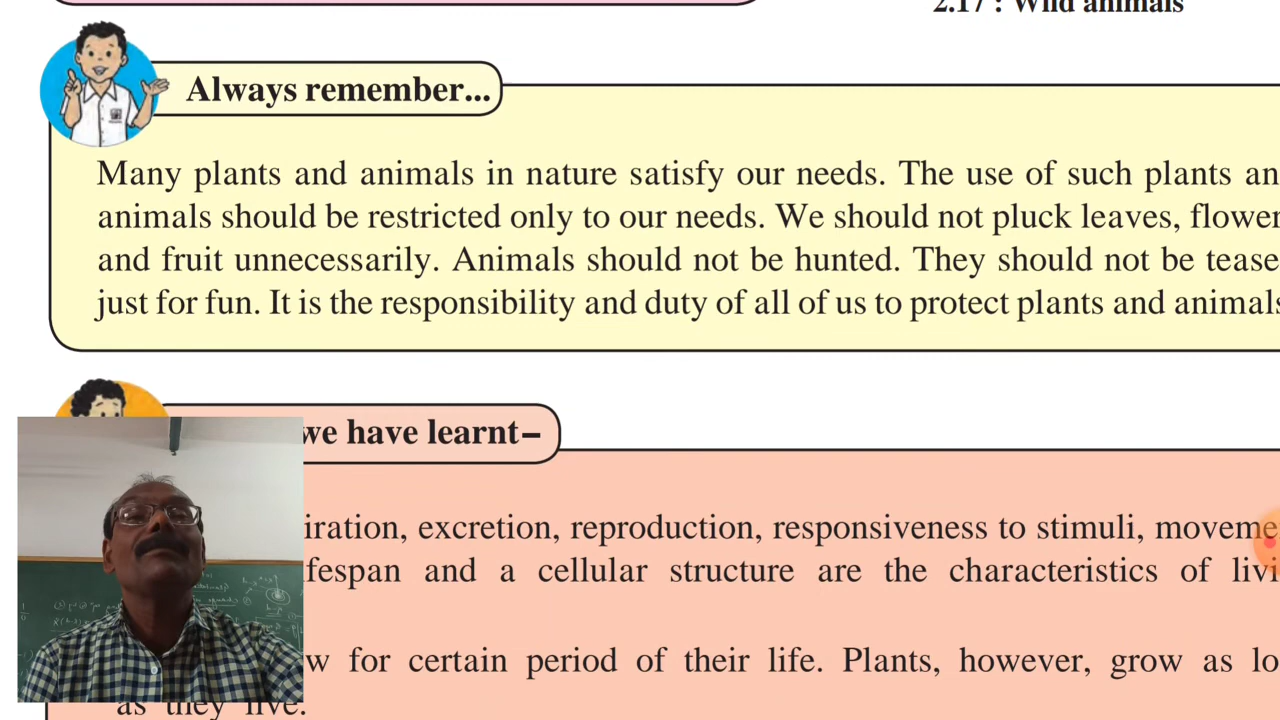 2.17 : Wild animals
Always remember...
Many plants and animals in nature satisfy our needs. The use of such plants an
animals should be restricted only to our needs. We should not pluck leaves, flower
and fruit unnecessarily. Animals should not be hunted. They should not be tease
just for fun. It is the responsibility and duty of all of us to protect plants and animals
we have learnt–
iration, excretion, reproduction, responsiveness to stimuli, moveme
fespan and a cellular structure are the characteristics of livi
w for certain period of their life. Plants, however, grow as lo
as they live.